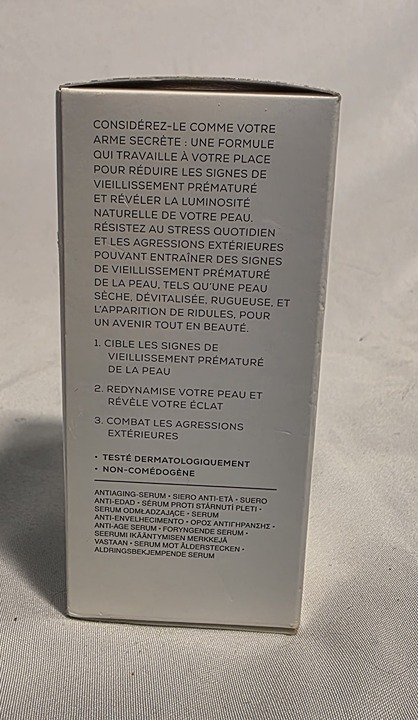 CONSIDÉREZ-LE COMME VOTRE
ARME SECRÈTE : UNE FORMULE
QUI TRAVAILLE À VOTRE PLACE
POUR RÉDUIRE LES SIGNES DE
VIEILLISSEMENT PRÉMATURÉ
ET RÉVÉLER LA LUMINOSITÉ
NATURELLE DE VOTRE PEAU.
RÉSISTEZ AU STRESS QUOTIDIEN
ET LES AGRESSIONS EXTÉRIEURES
POUVANT ENTRAÎNER DES SIGNES
DE VIEILLISSEMENT PRÉMATURÉ
DE LA PEAU, TELS QU'UNE PEAU
SÈCHE, DÉVITALISÉE, RUGUEUSE, ET
L'APPARITION DE RIDULES, POUR
UN AVENIR TOUT EN BEAUTÉ.
1. CIBLE LES SIGNES DE
VIEILLISSEMENT PRÉMATURÉ
DE LA PEAU
2. REDYNAMISE VOTRE PEAU ET
RÉVÈLE VOTRE ÉCLAT
3. COMBAT LES AGRESSIONS
EXTÉRIEURES
• TESTÉ DERMATOLOGIQUEMENT
• NON-COMÉDOGÈNE
ANTIAGING-SERUM • SIERO ANTI-ETÀ • SUERO
ANTI-EDAD • SÉRUM PROTI STÁRNUTÍ PLETI •
SERUM ODMŁADZAJĄCE • SERUM
ANTI-ENVELHECIMENTO • ΟΡΟΣ ΑΝΤΙΓΗΡΑΝΣΗΣ •
ANTI-AGE SERUM • FORYNGENDE SERUM •
SEERUMI IKÄÄNTYMISEN MERKKEJÄ
VASTAAN • SERUM MOT ÅLDERSTECKEN •
ALDRINGSBEKJEMPENDE SERUM